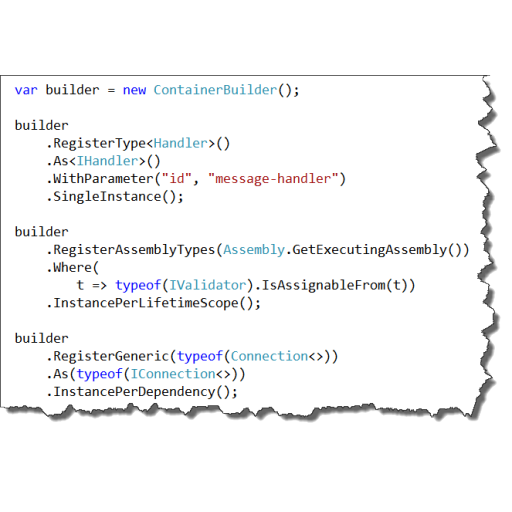 var builder = new ContainerBuilder();

builder
    .RegisterType<Handler>()
    .As<IHandler>()
    .WithParameter("id", "message-handler")
    .SingleInstance();

builder
    .RegisterAssemblyTypes(Assembly.GetExecutingAssembly())
    .Where(
        t => typeof(IValidator).IsAssignableFrom(t))
    .InstancePerLifetimeScope();

builder
    .RegisterGeneric(typeof(Connection<>))
    .As(typeof(IConnection<>))
    .InstancePerDependency();